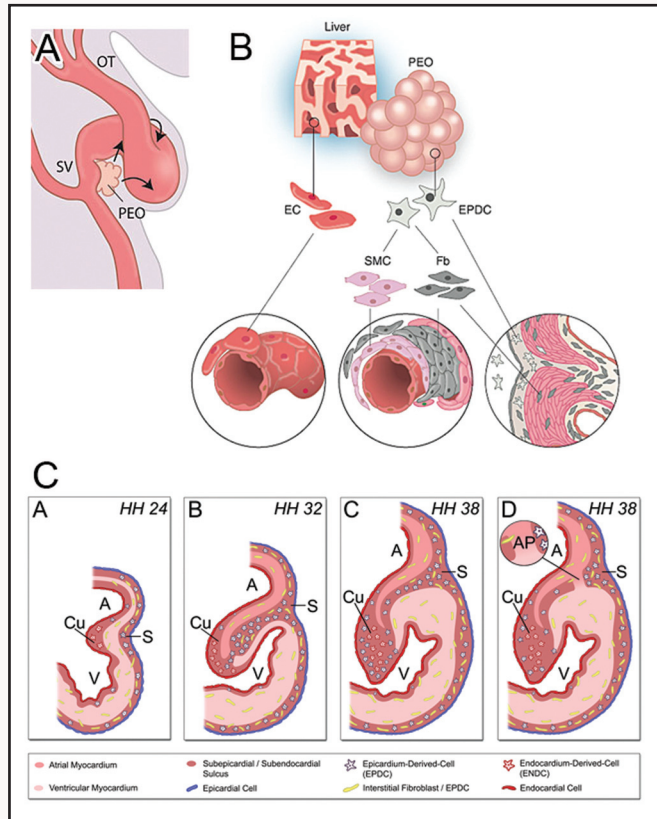 A
OT
SV
PEO
B
Liver
PEO
EC
EPDC
SMC
Fb
C
A
HH 24
A
Cu
S
V
B
HH 32
A
Cu
S
V
C
HH 38
A
Cu
S
V
D
HH 38
AP
A
Cu
S
V
Atrial Myocardium
Ventricular Myocardium
Subepicardial / Subendocardial
Sulcus
Epicardial Cell
Epicardium-Derived-Cell
(EPDC)
Interstitial Fibroblast / EPDC
Endocardium-Derived-Cell
(ENDC)
Endocardial Cell